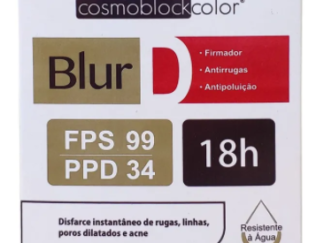 cosmoblockcolor®
Blur
D
• Firmador
• Antirrugas
• Antipoluição
FPS 99
PPD 34
18h
Disfarce instantâneo de rugas, linhas,
poros dilatados e acne
Resistente
à Água